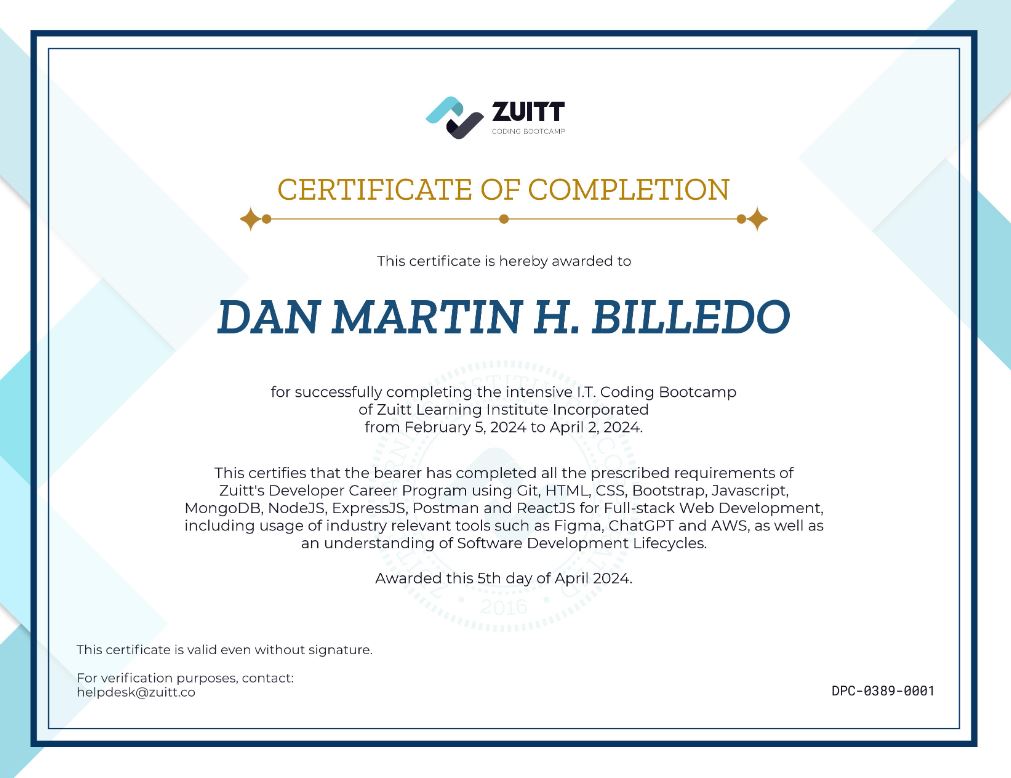 ZUITT
CODING BOOTCAMP
CERTIFICATE OF COMPLETION
This certificate is hereby awarded to
DAN MARTIN H. BILLEDO
for successfully completing the intensive I.T. Coding Bootcamp
of Zuitt Learning Institute Incorporated
from February 5, 2024 to April 2, 2024.
This certifies that the bearer has completed all the prescribed requirements of
Zuitt's Developer Career Program using Git, HTML, CSS, Bootstrap, Javascript,
MongoDB, NodeJS, ExpressJS, Postman and ReactJS for Full-stack Web Development,
including usage of industry relevant tools such as Figma, ChatGPT and AWS, as well as
an understanding of Software Development Lifecycles.
Awarded this 5th day of April 2024.
2016
This certificate is valid even without signature.
For verification purposes, contact:
helpdesk@zuitt.co
DPC-0389-0001